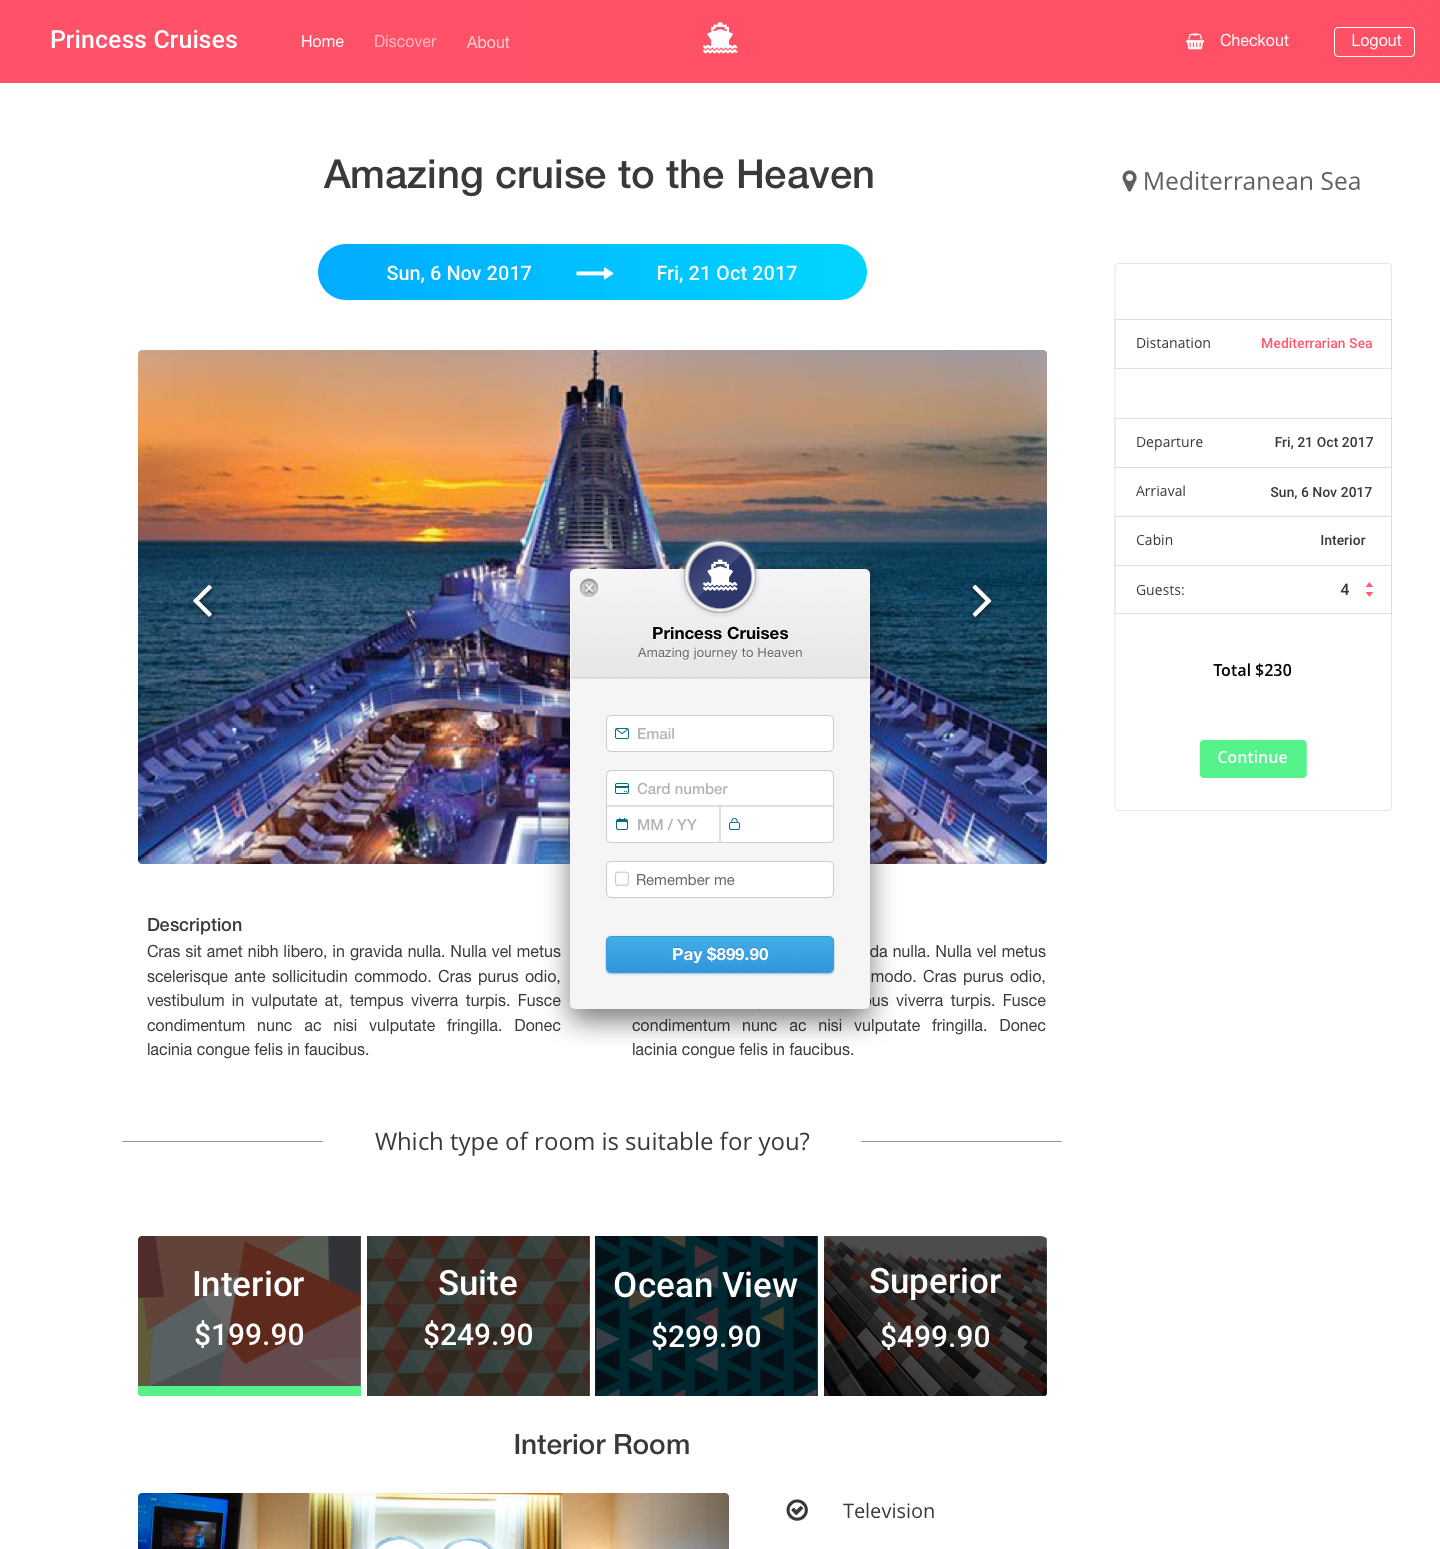 Princess Cruises
Home
Discover
About
Checkout
Logout
Amazing cruise to the Heaven
Mediterranean Sea
Sun, 6 Nov 2017
Fri, 21 Oct 2017
Distanation
Mediterrarian Sea
Departure
Fri, 21 Oct 2017
Arriaval
Sun, 6 Nov 2017
Cabin
Interior
Guests:
4
Total $230
Continue
Princess Cruises
Amazing journey to Heaven
Email
Card number
MM / YY
Remember me
Pay $899.90
Description
Cras sit amet nibh libero, in gravida nulla. Nulla vel metus
scelerisque ante sollicitudin commodo. Cras purus odio,
vestibulum in vulputate at, tempus viverra turpis. Fusce
condimentum nunc ac nisi vulputate fringilla. Donec
lacinia congue felis in faucibus.
nulla. Nulla vel metus
Cras purus odio,
viverra turpis. Fusce
condimentum nunc ac nisi vulputate fringilla. Donec
lacinia congue felis in faucibus.
Which type of room is suitable for you?
Interior
$199.90
Suite
$249.90
Ocean View
$299.90
Superior
$499.90
Interior Room
Television